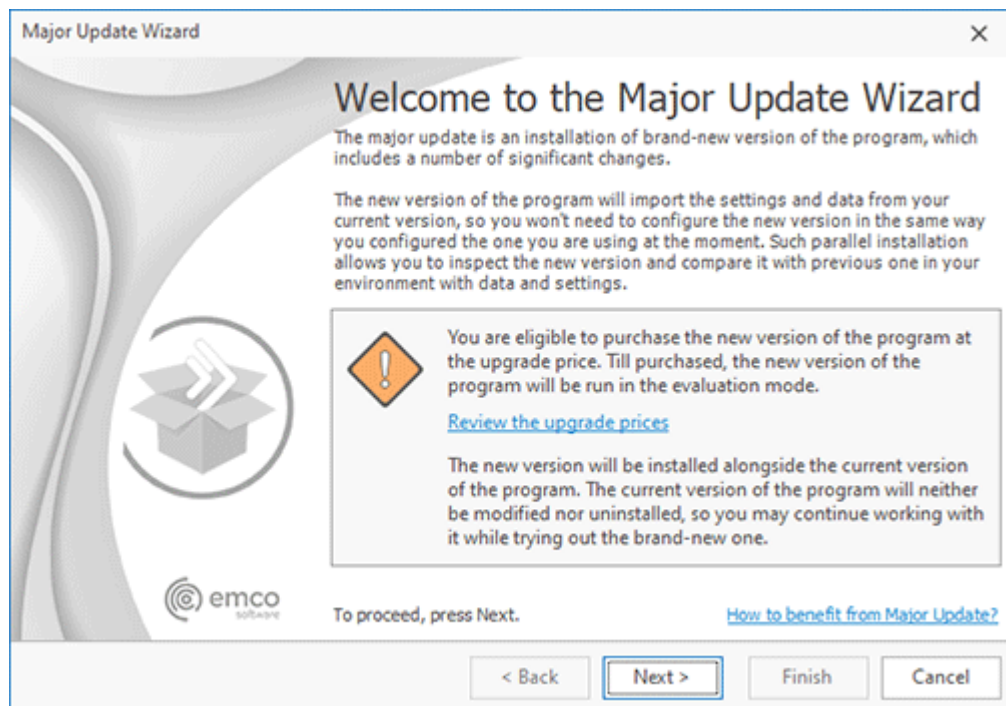 Major Update Wizard
Welcome to the Major Update Wizard
The major update is an installation of brand-new version of the program, which
includes a number of significant changes.
The new version of the program will import the settings and data from your
current version, so you won't need to configure the new version in the same way
you configured the one you are using at the moment. Such parallel installation
allows you to inspect the new version and compare it with previous one in your
environment with data and settings.
You are eligible to purchase the new version of the program at
the upgrade price. Till purchased, the new version of the
program will be run in the evaluation mode.
Review the upgrade prices
The new version will be installed alongside the current version
of the program. The current version of the program will neither
be modified nor uninstalled, so you may continue working with
it while trying out the brand-new one.
emco
software
To proceed, press Next.
How to benefit from Major Update?
< Back
Next >
Finish
Cancel